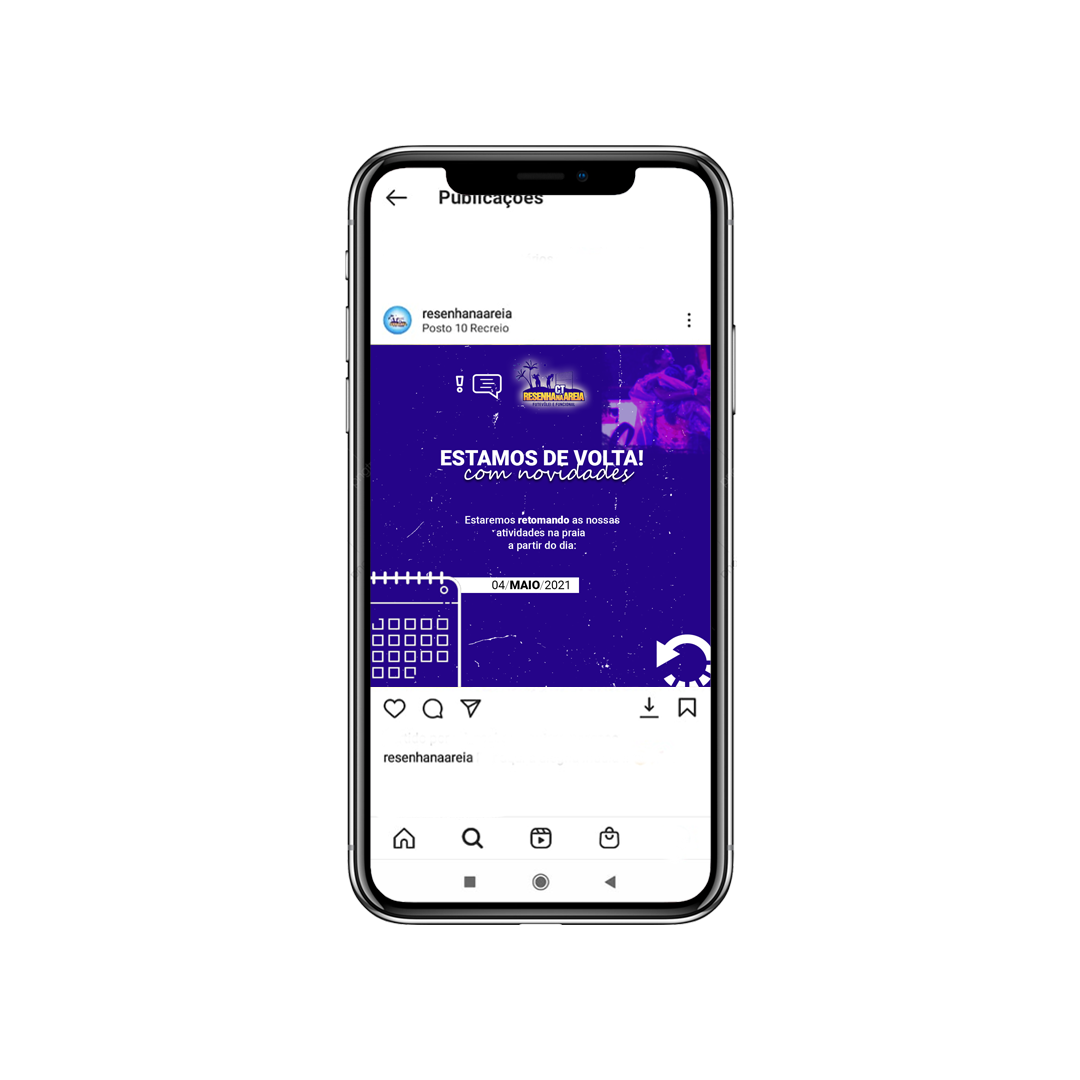 Publicações
resenhanaareia
Posto 10 Recreio
CT
RESENHA NA AREIA
ESTAMOS DE VOLTA!
com novidades
Estaremos retomando as nossas
atividades na praia
a partir do dia:
04/MAIO/2021
resenhanaareia